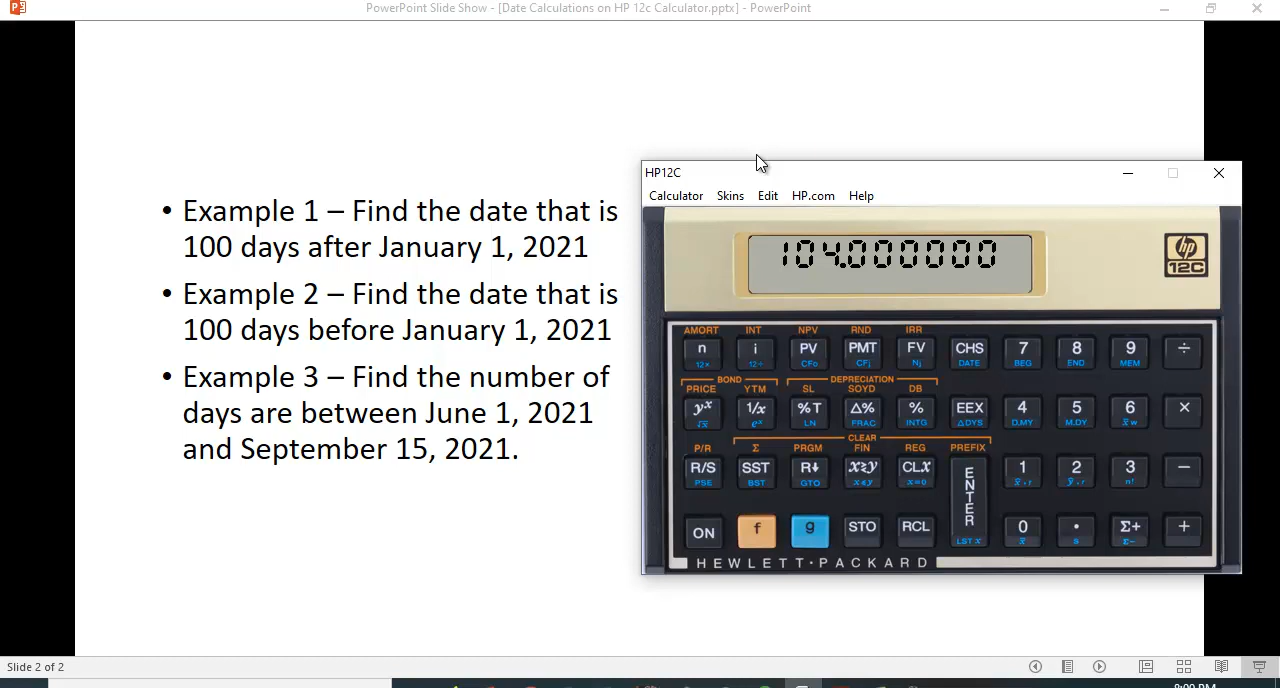 PowerPoint Slide Show - [Date Calculations on HP 12c Calculator.pptx] - PowerPoint
• Example 1 – Find the date that is
100 days after January 1, 2021
• Example 2 – Find the date that is
100 days before January 1, 2021
• Example 3 – Find the number of
days are between June 1, 2021
and September 15, 2021.
HP12C
Calculator Skins Edit HP.com Help
104.000000
hp
12C
AMORT INT NPV RND IRR
n i PV PMT FV CHS 7 8 9 ÷
12× 12÷ CFo CFj Nj DATE BEG END MEM
BOND DEPRECIATION
PRICE YTM SL SOYD DB
yˣ 1/x %T Δ% % EEX 4 5 6 ×
√x eˣ LN FRAC INTG ΔDYS D.MY M.DY x̄w
CLEAR
P/R Σ PRGM FIN REG PREFIX
R/S SST R↓ x≷y CLx ENTER 1 2 3 −
PSE BST GTO x≤y x=0 x̂,r ŷ,r n!
ON f g STO RCL 0 • Σ+ +
LST x x̄ s Σ−
HEWLETT·PACKARD
Slide 2 of 2